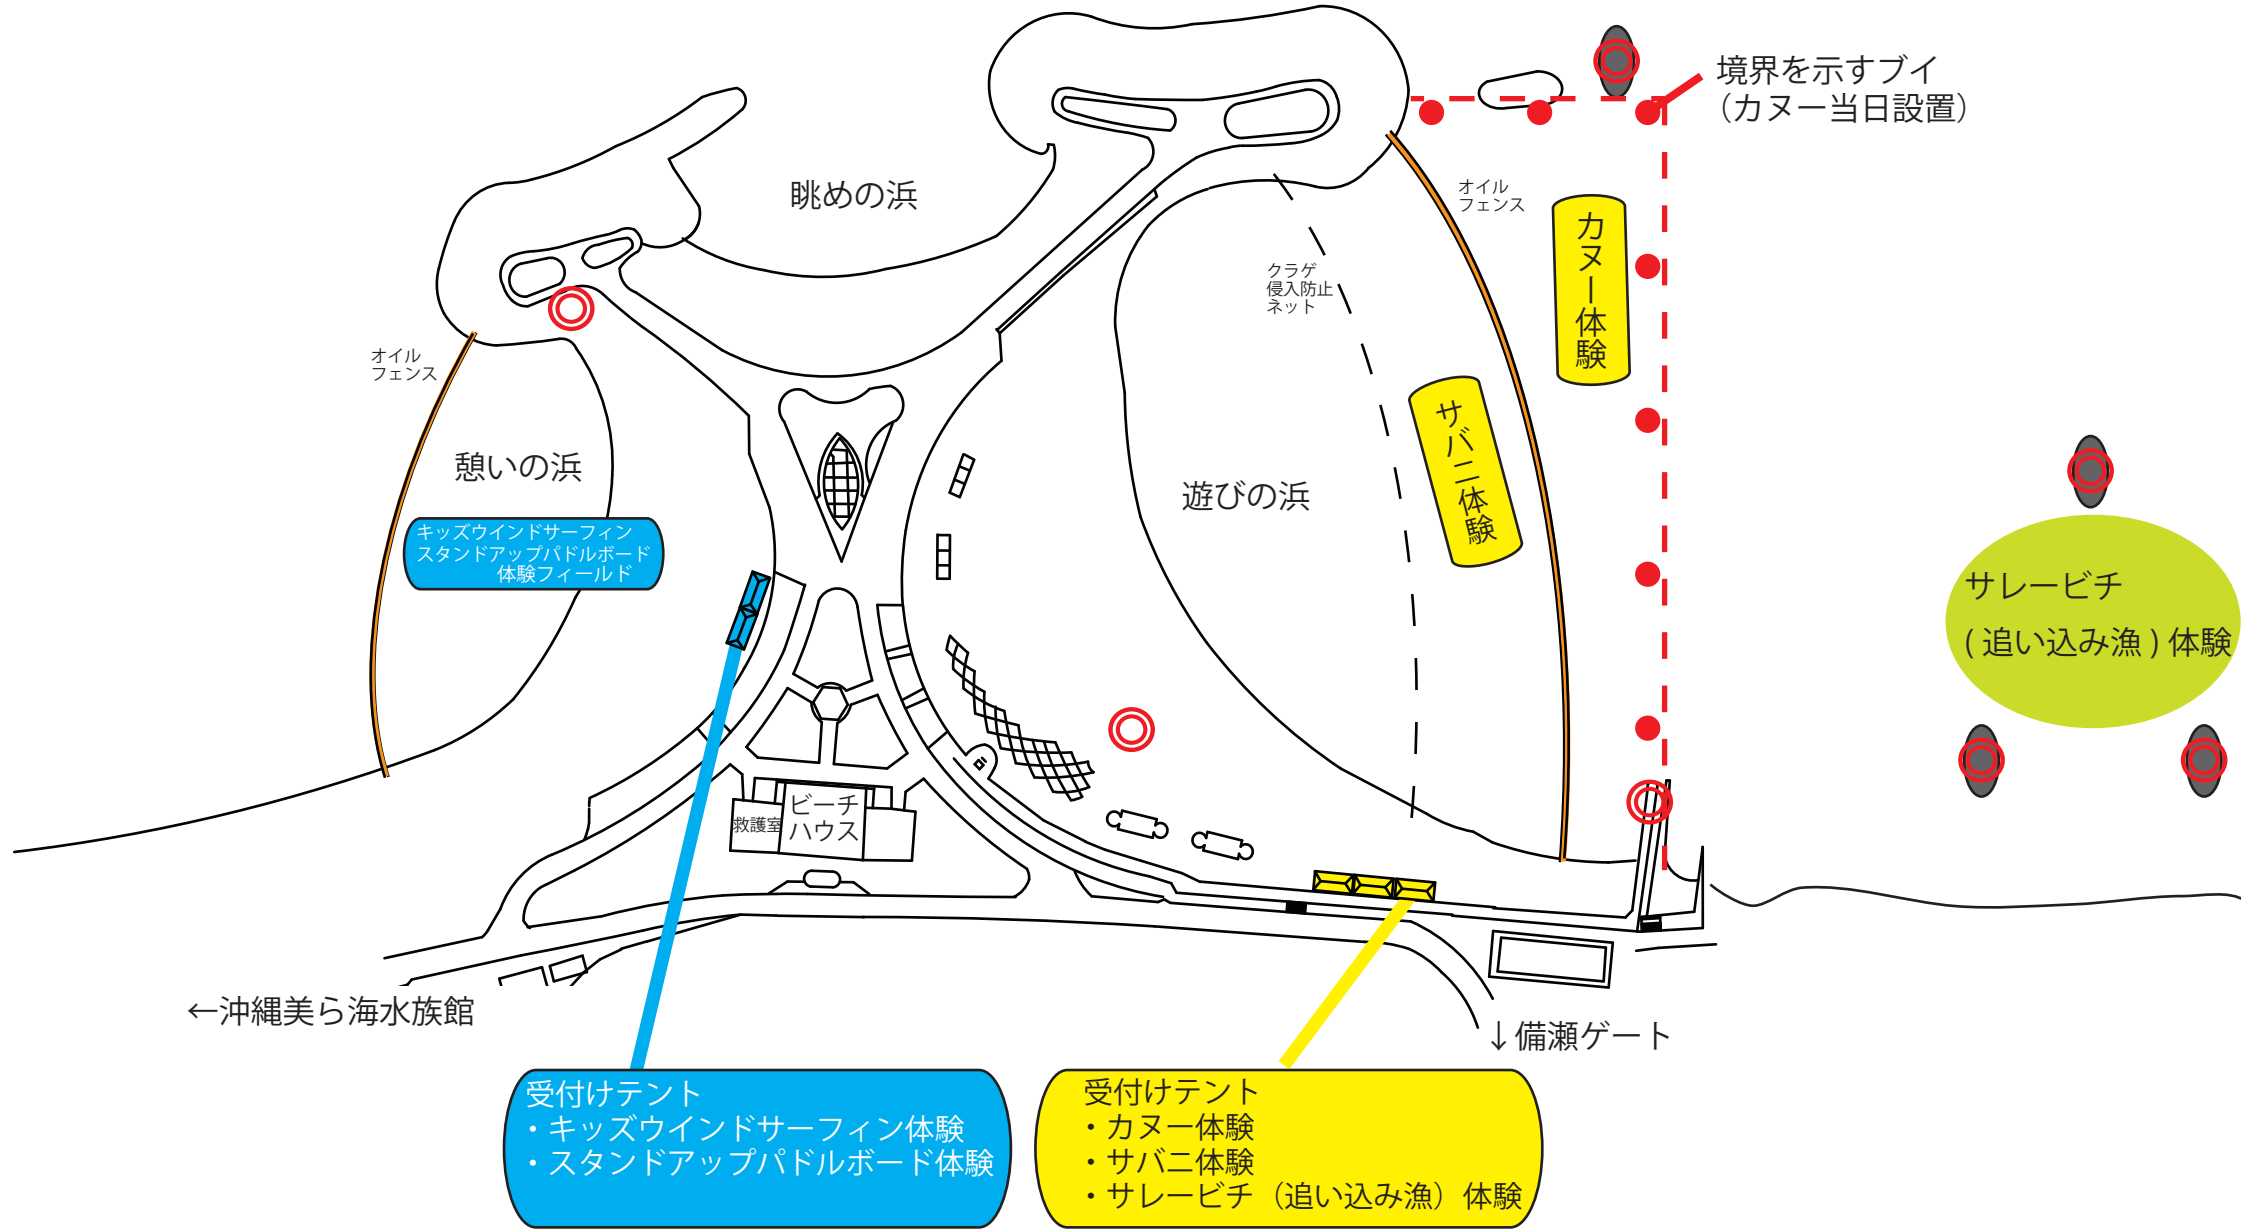 境界を示すブイ
（カヌー当日設置）
眺めの浜
オイル
フェンス
カヌー体験
クラゲ
侵入防止
ネット
オイル
フェンス
サバニ体験
憩いの浜
遊びの浜
キッズウインドサーフィン
スタンドアップパドルボード
体験フィールド
サレービチ
( 追い込み漁 ) 体験
救護室
ビーチ
ハウス
←沖縄美ら海水族館
↓備瀬ゲート
受付けテント
・キッズウインドサーフィン体験
・スタンドアップパドルボード体験
受付けテント
・カヌー体験
・サバニ体験
・サレービチ（追い込み漁）体験